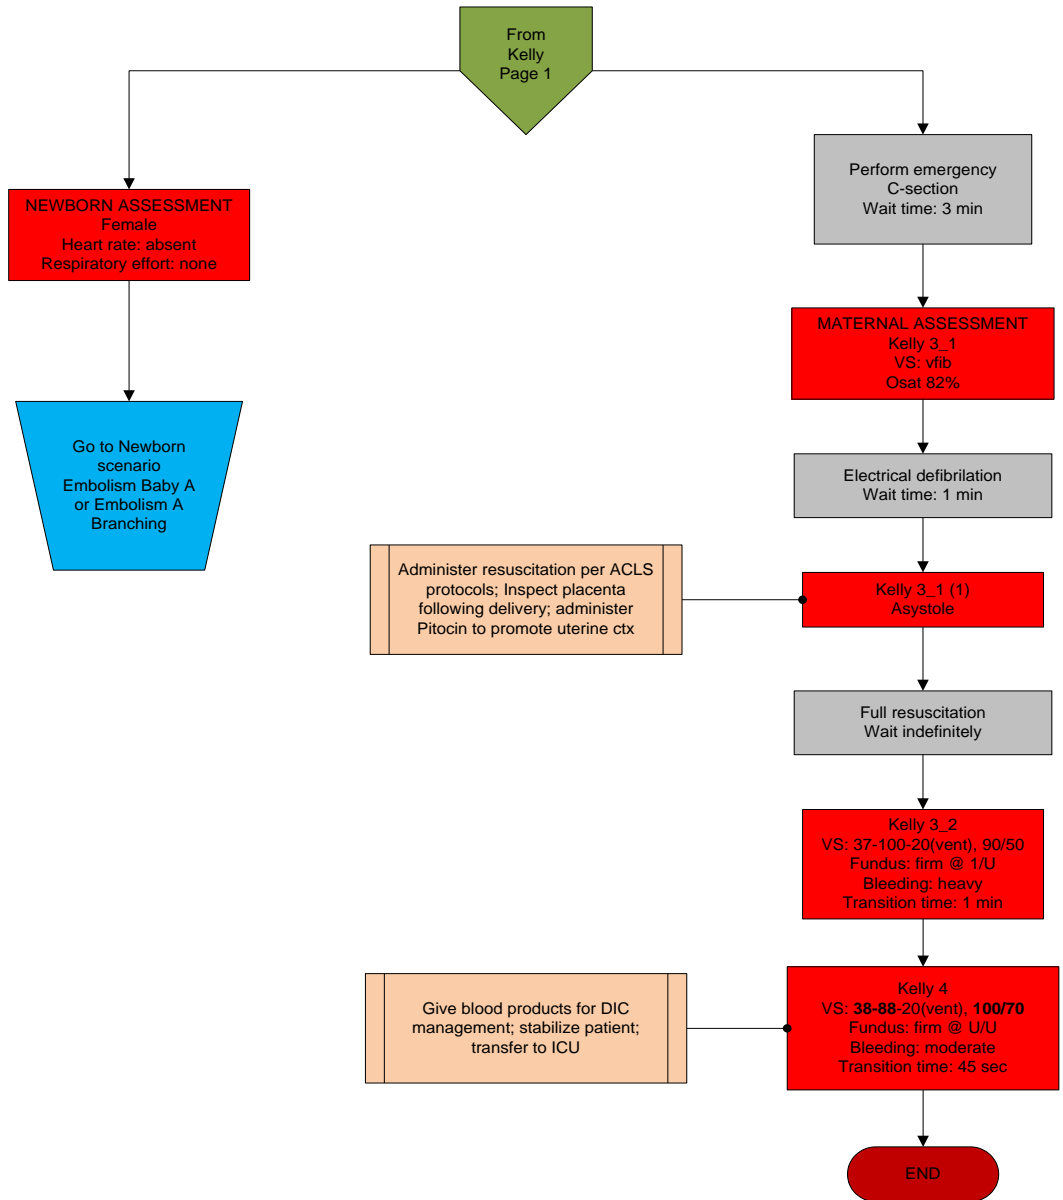 From
Kelly
Page 1
Perform emergency
C-section
Wait time: 3 min
NEWBORN ASSESSMENT
Female
Heart rate: absent
Respiratory effort: none
MATERNAL ASSESSMENT
Kelly 3_1
VS: vfib
Osat 82%
Go to Newborn
scenario
Embolism Baby A
or Embolism A
Branching
Electrical defibrilation
Wait time: 1 min
Administer resuscitation per ACLS
protocols; Inspect placenta
following delivery; administer
Pitocin to promote uterine ctx
Kelly 3_1 (1)
Asystole
Full resuscitation
Wait indefinitely
Kelly 3_2
VS: 37-100-20(vent), 90/50
Fundus: firm @ 1/U
Bleeding: heavy
Transition time: 1 min
Give blood products for DIC
management; stabilize patient;
transfer to ICU
Kelly 4
VS: 38-88-20(vent), 100/70
Fundus: firm @ U/U
Bleeding: moderate
Transition time: 45 sec
END